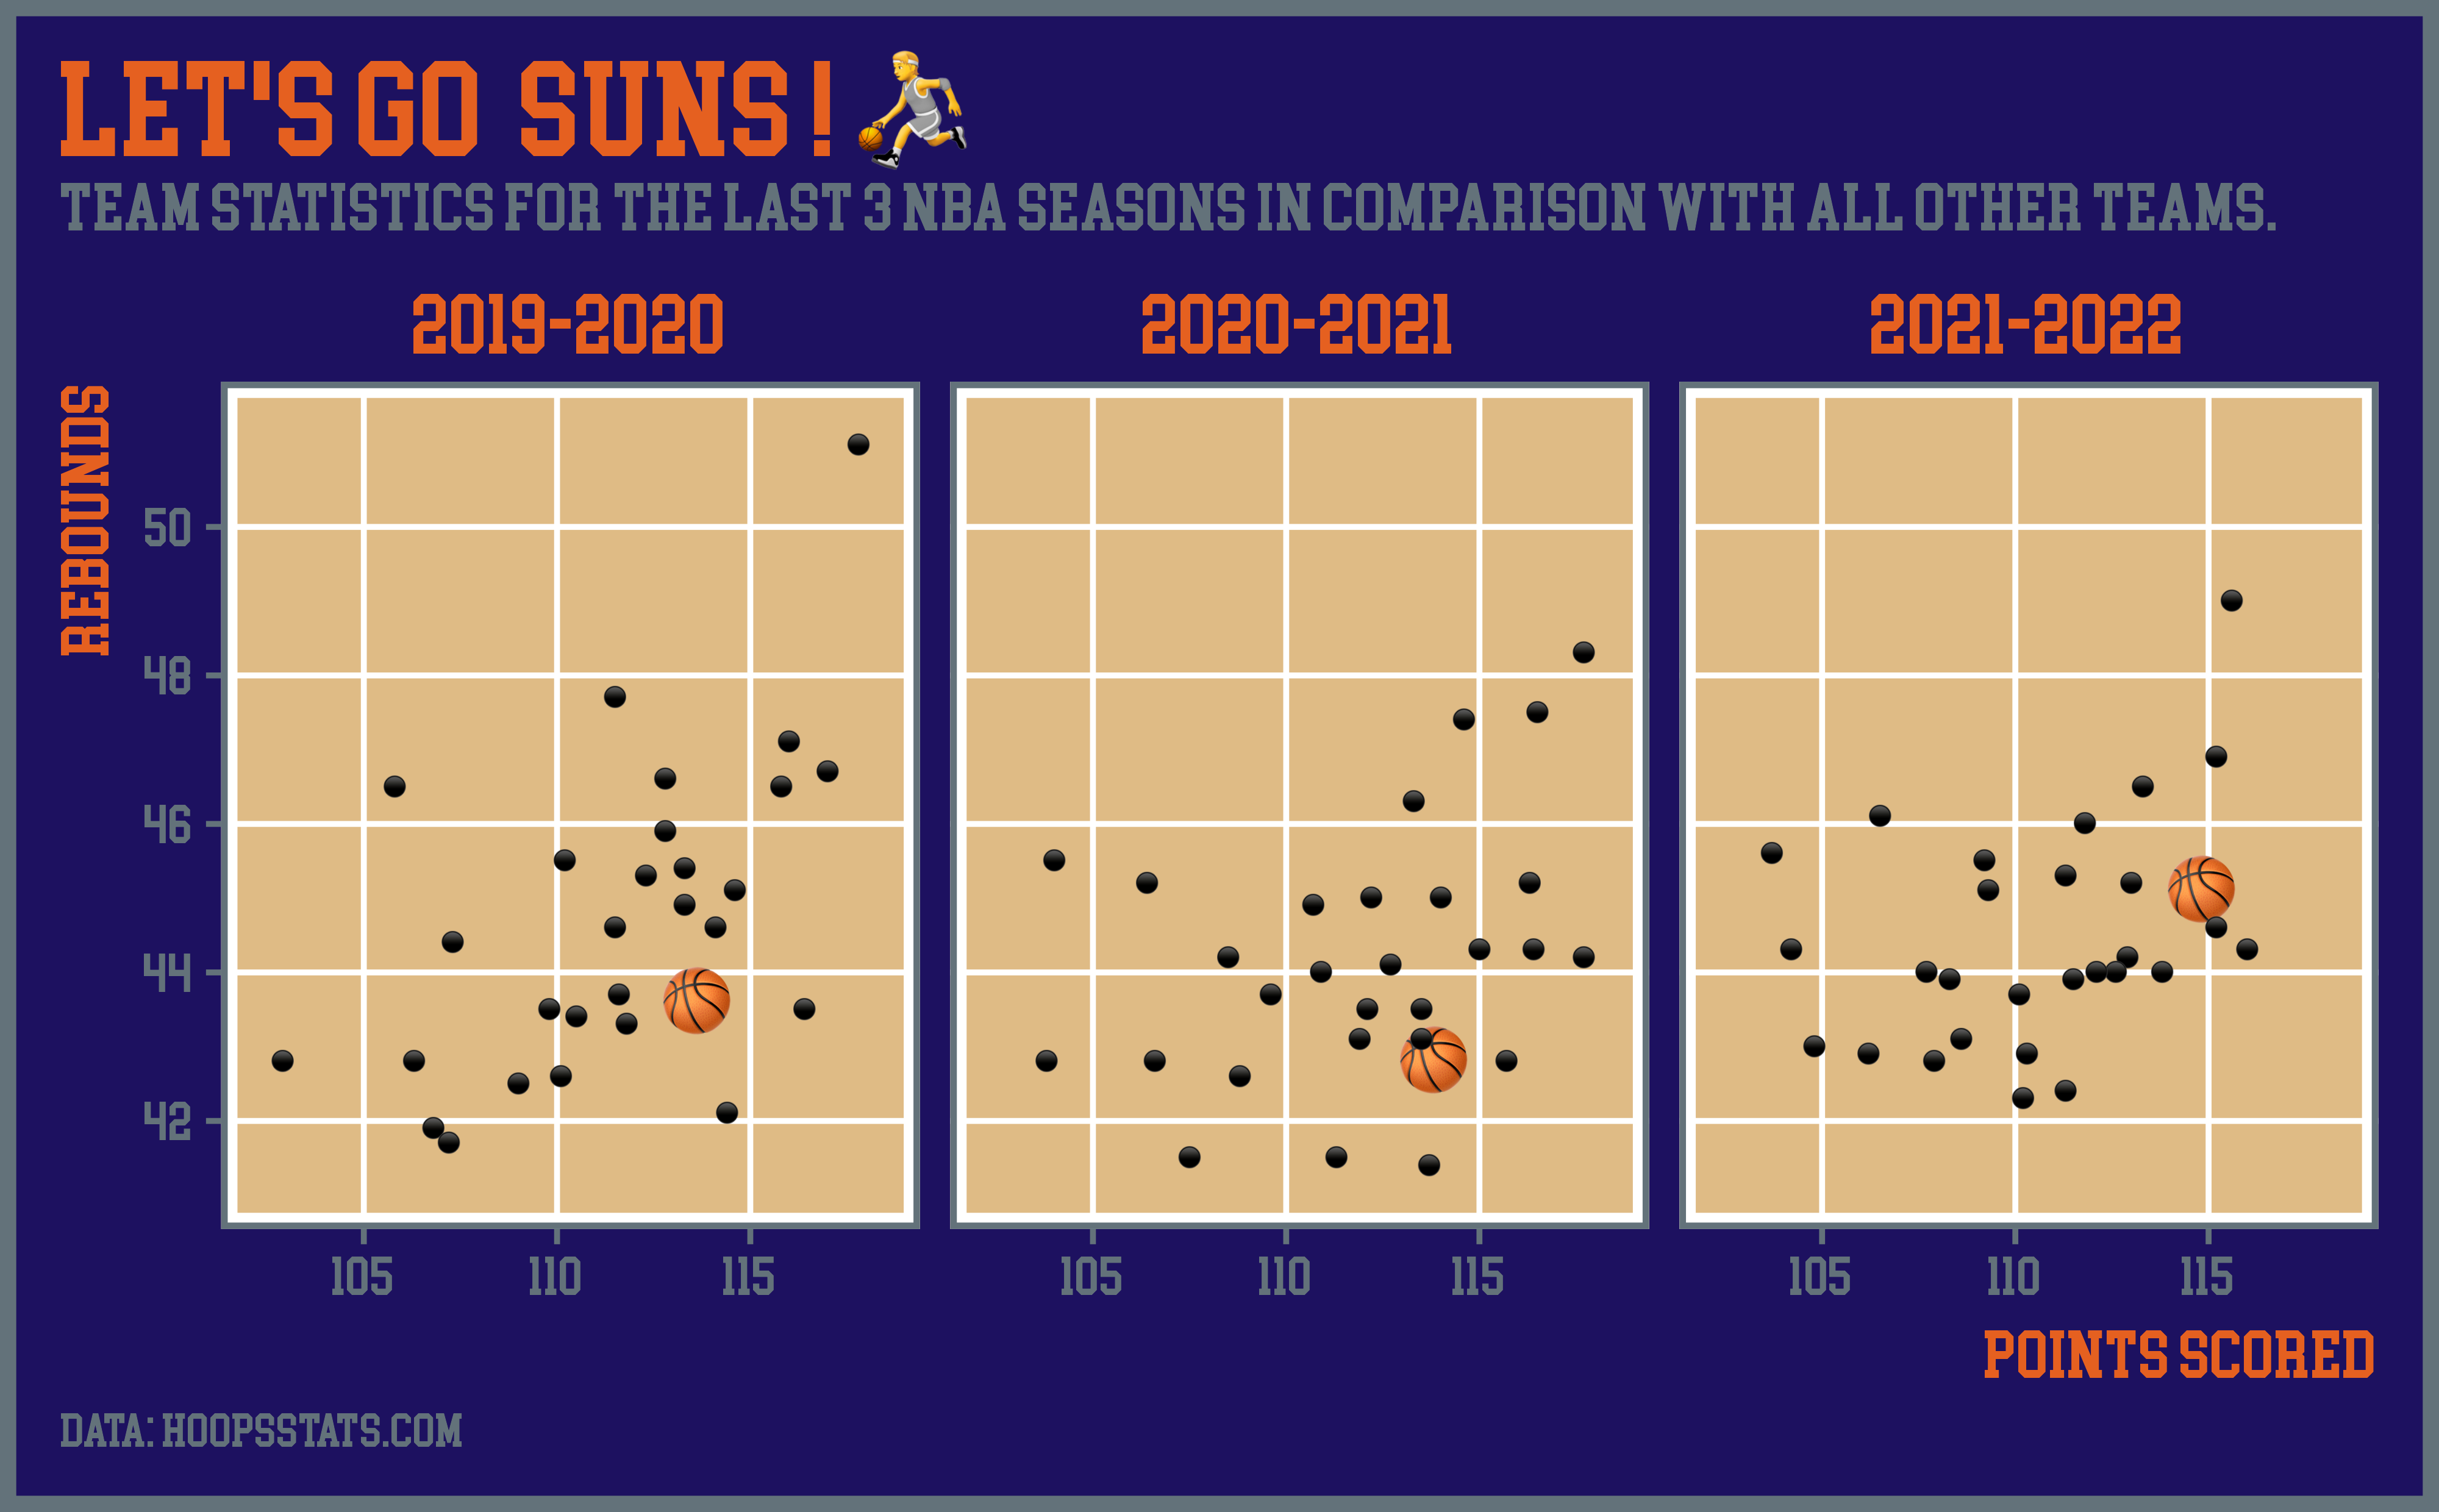 LET'S GO SUNS!
TEAM STATISTICS FOR THE LAST 3 NBA SEASONS IN COMPARISON WITH ALL OTHER TEAMS.
2019-2020 2020-2021 2021-2022
REBOUNDS
50
48
46
44
42
105 110 115 105 110 115 105 110 115
POINTS SCORED
DATA: HOOPSSTATS.COM